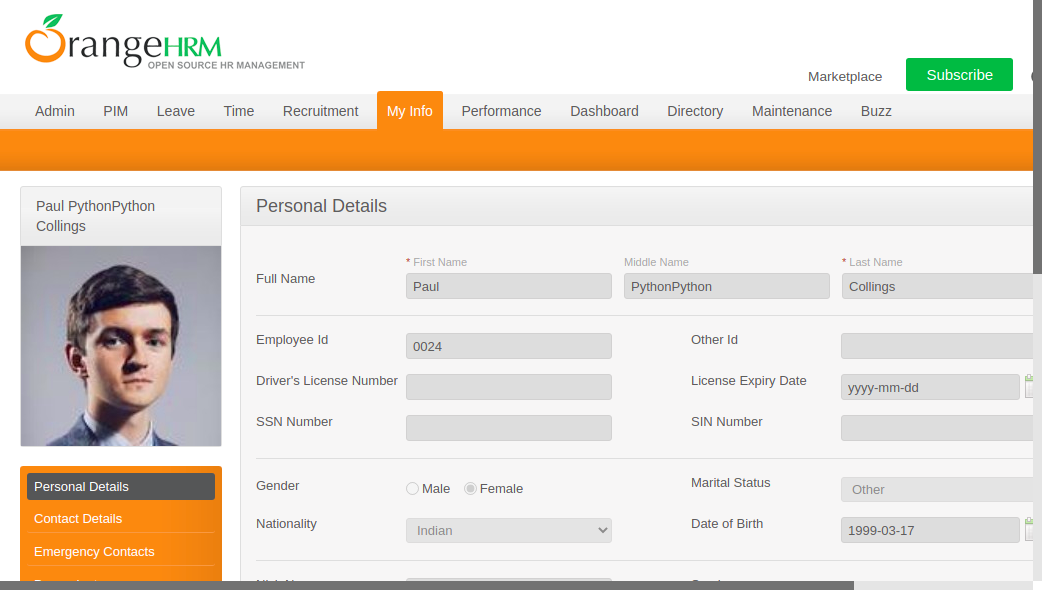 OrangeHRM
OPEN SOURCE HR MANAGEMENT
Marketplace
Subscribe
Admin PIM Leave Time Recruitment My Info Performance Dashboard Directory Maintenance Buzz
Paul PythonPython
Collings
Personal Details
* First Name Middle Name * Last Name
Full Name Paul PythonPython Collings
Employee Id 0024 Other Id
Driver's License Number License Expiry Date yyyy-mm-dd
SSN Number SIN Number
Gender Male Female Marital Status Other
Nationality Indian Date of Birth 1999-03-17
Personal Details
Contact Details
Emergency Contacts